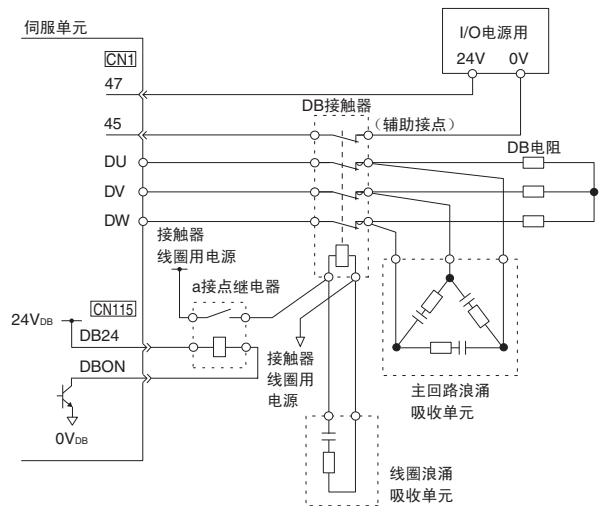 伺服单元
I/O电源用
24V 0V
CN1
47
45
DU
DV
DW
DB接触器
（辅助接点）
DB电阻
接触器
线圈用电源
a接点继电器
CN115
24VDB
DB24
DBON
0VDB
接触器
线圈用
电源
主回路浪涌
吸收单元
线圈浪涌
吸收单元